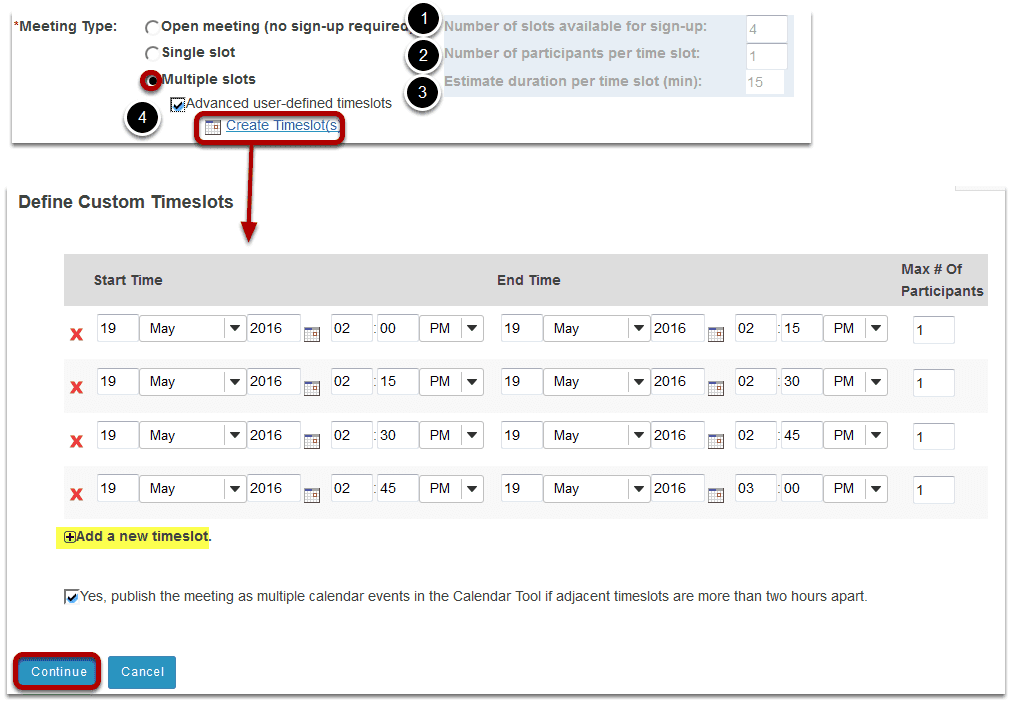 *Meeting Type:
Open meeting (no sign-up required)
1
Number of slots available for sign-up: 4
Single slot
2
Number of participants per time slot: 1
Multiple slots
3
Estimate duration per time slot (min): 15
4
Advanced user-defined timeslots
Create Timeslot(s)
Define Custom Timeslots
Start Time End Time Max # Of
Participants
X 19 May 2016 02 : 00 PM 19 May 2016 02 : 15 PM 1
X 19 May 2016 02 : 15 PM 19 May 2016 02 : 30 PM 1
X 19 May 2016 02 : 30 PM 19 May 2016 02 : 45 PM 1
X 19 May 2016 02 : 45 PM 19 May 2016 03 : 00 PM 1
Add a new timeslot.
Yes, publish the meeting as multiple calendar events in the Calendar Tool if adjacent timeslots are more than two hours apart.
Continue Cancel